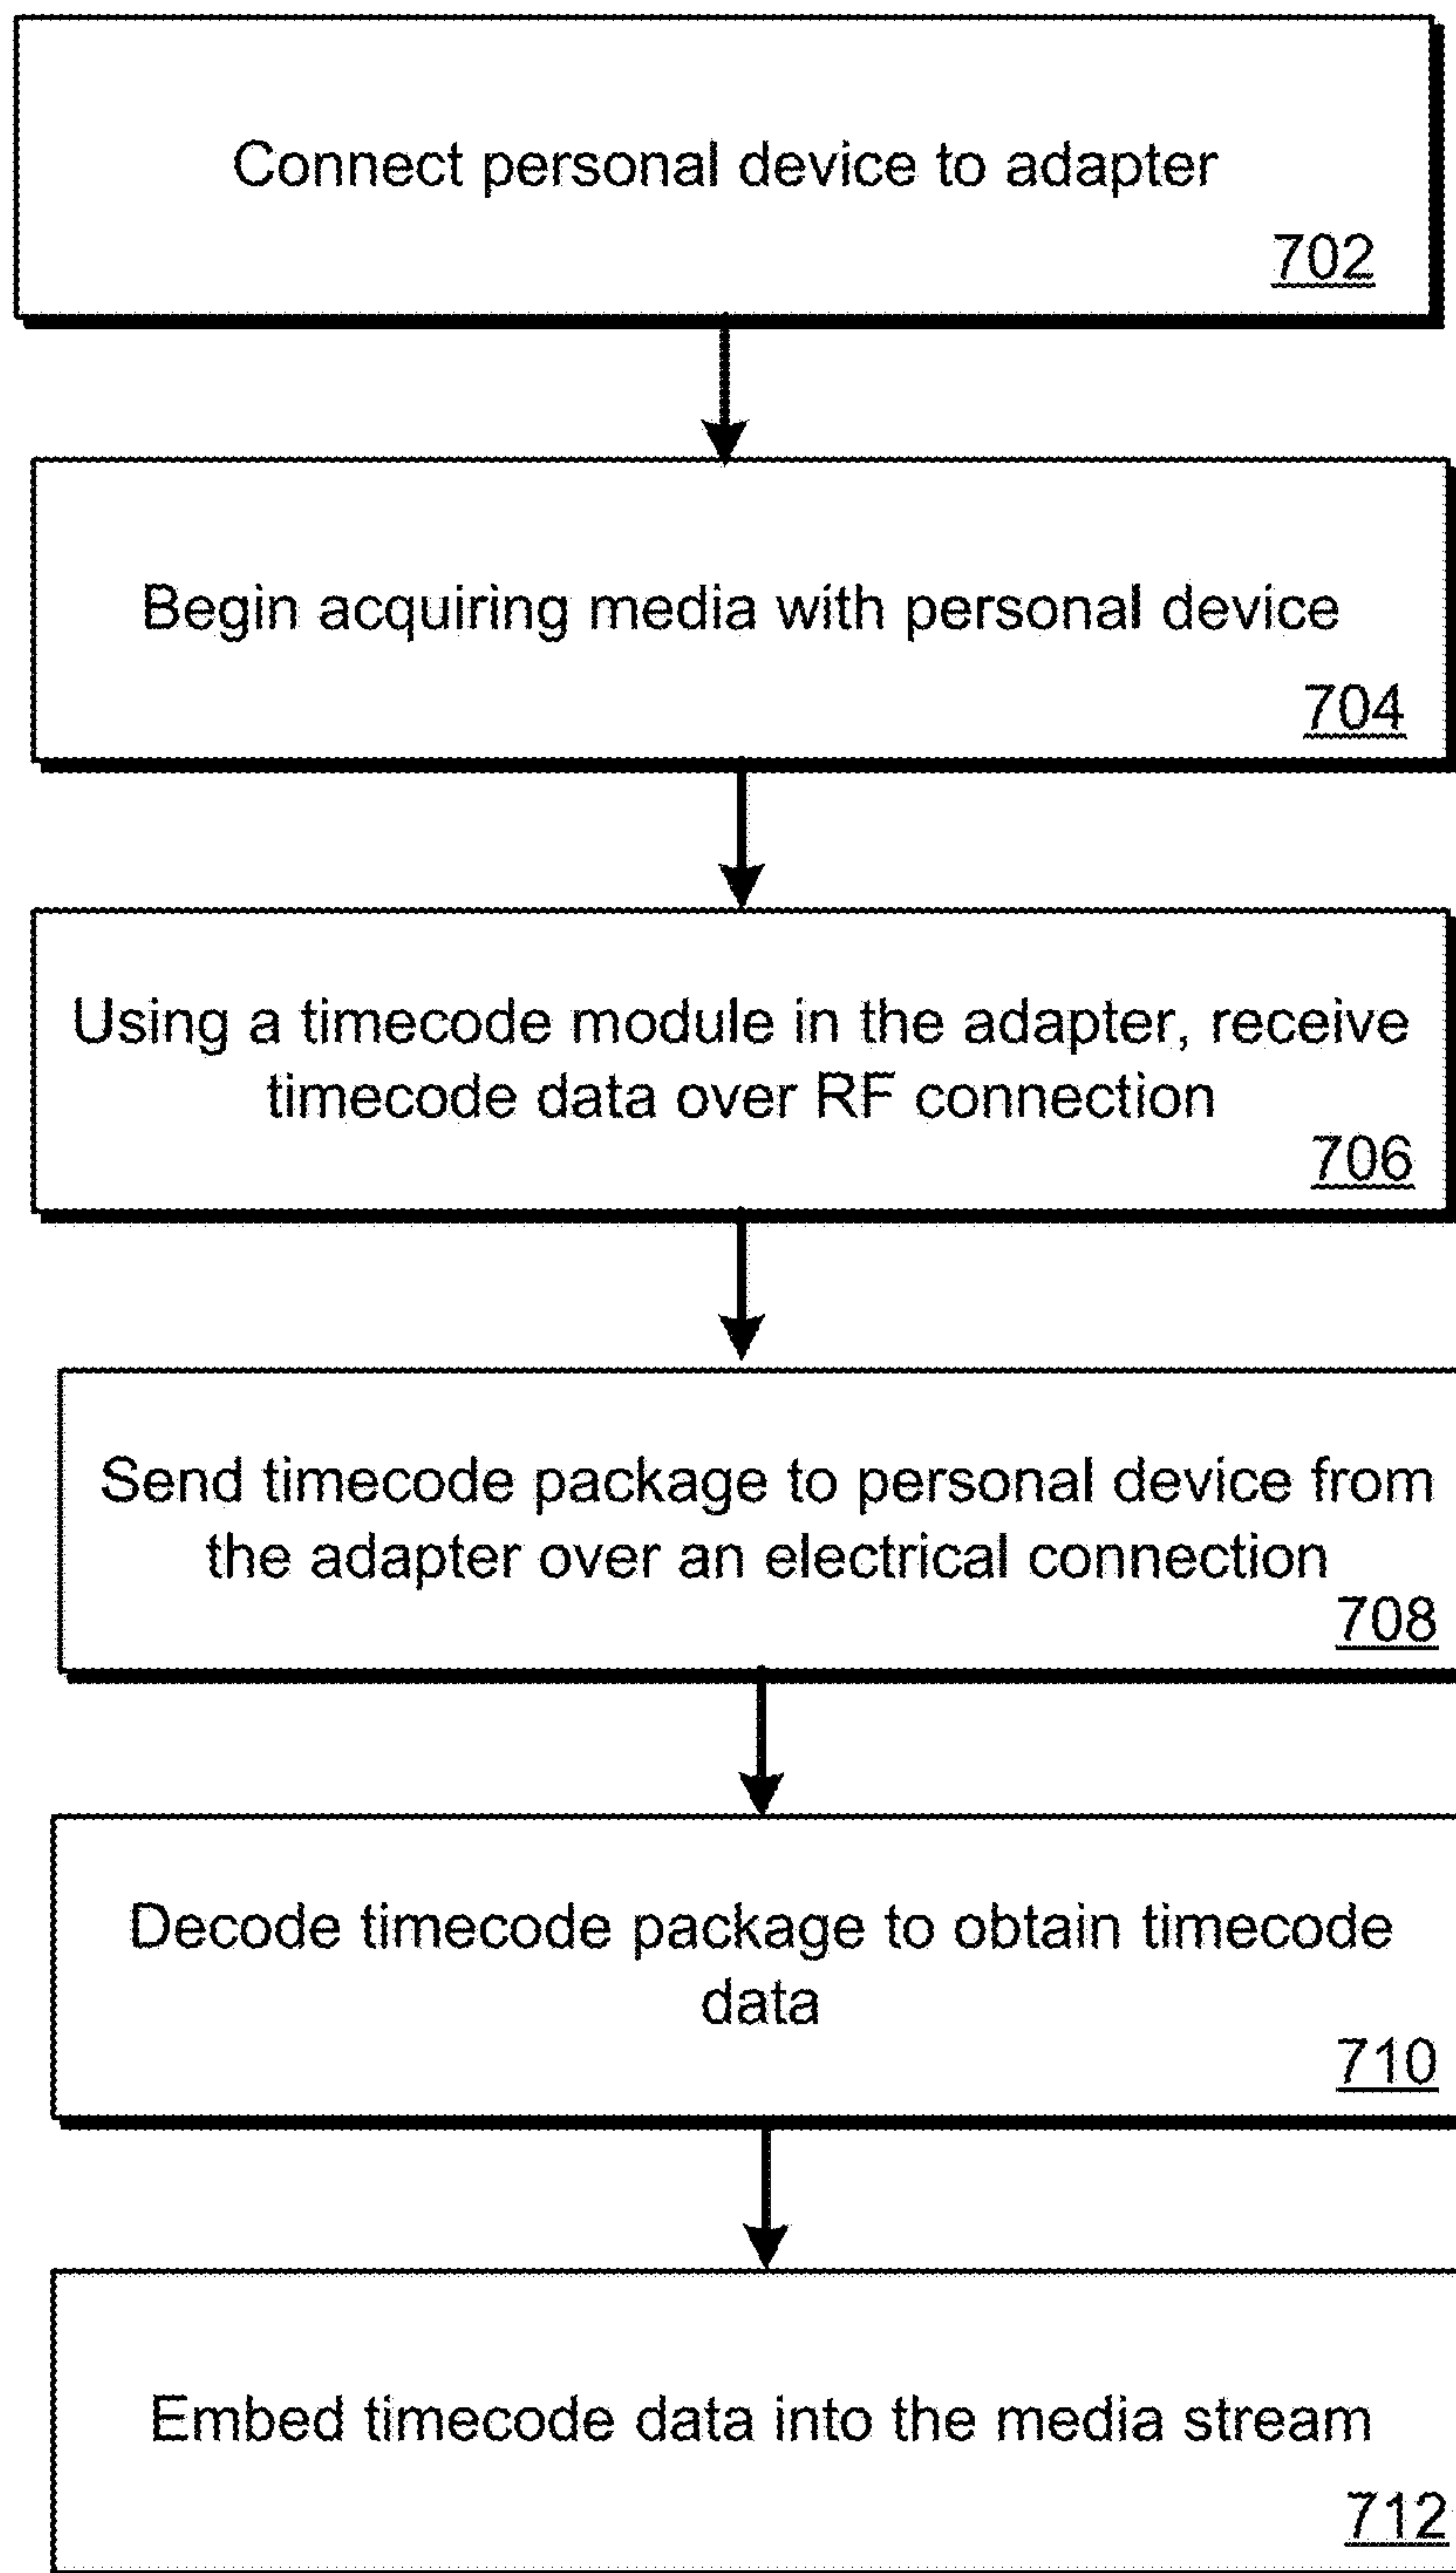 Connect personal device to adapter
702
Begin acquiring media with personal device
704
Using a timecode module in the adapter, receive
timecode data over RF connection
706
Send timecode package to personal device from
the adapter over an electrical connection
708
Decode timecode package to obtain timecode
data
710
Embed timecode data into the media stream
712